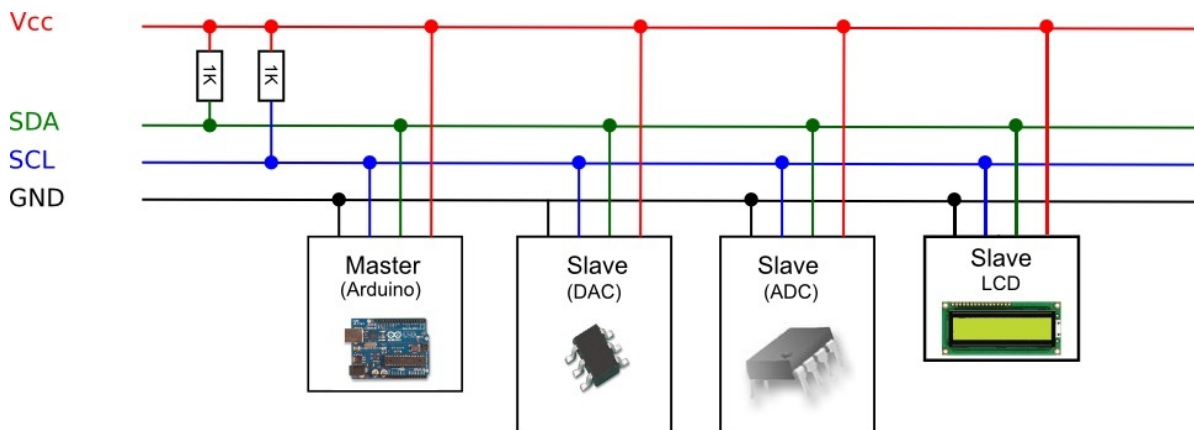 Vcc
1K
1K
SDA
SCL
GND
Master
(Arduino)
Slave
(DAC)
Slave
(ADC)
Slave
LCD